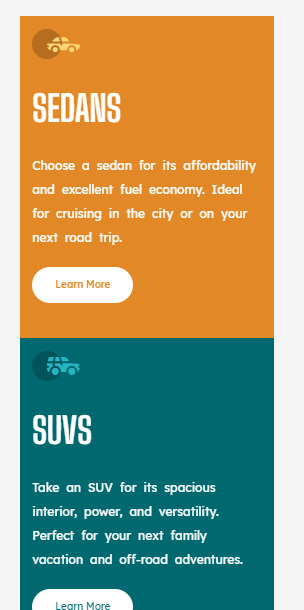 SEDANS
Choose a sedan for its affordability
and excellent fuel economy. Ideal
for cruising in the city or on your
next road trip.
Learn More
SUVS
Take an SUV for its spacious
interior, power, and versatility.
Perfect for your next family
vacation and off-road adventures.
Learn More